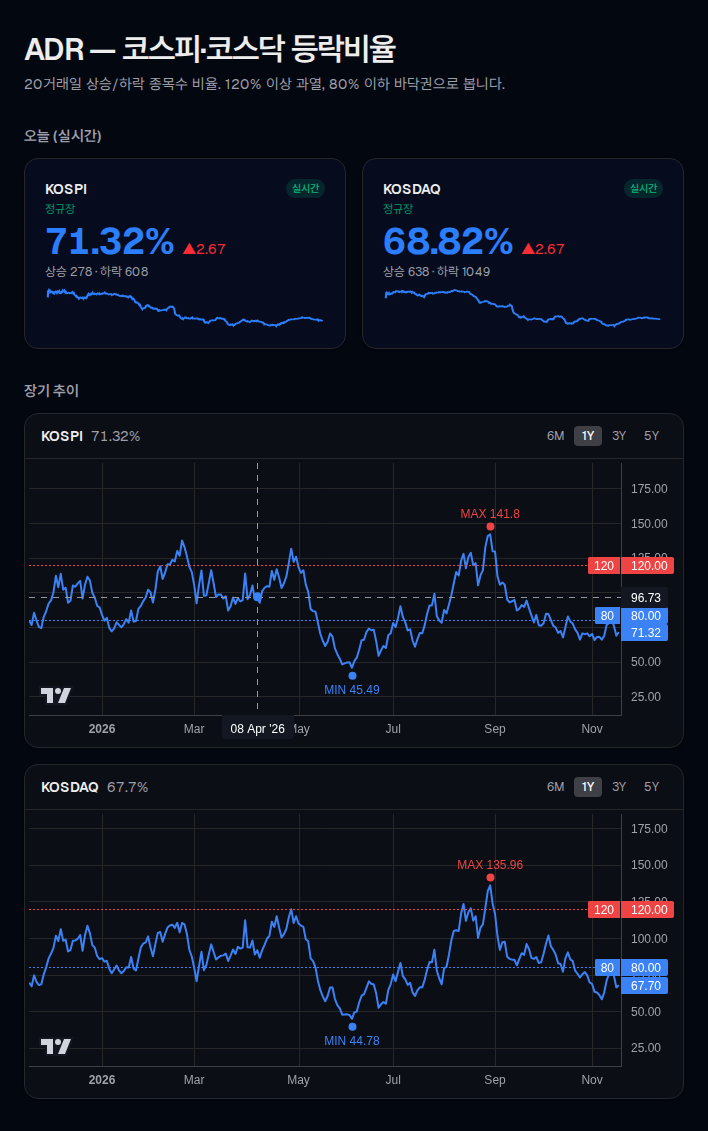 ADR — 코스피·코스닥 등락비율
20거래일 상승/하락 종목수 비율. 120% 이상 과열, 80% 이하 바닥권으로 봅니다.
오늘 (실시간)
KOSPI 실시간
정규장
71.32% ▲2.67
상승 278 · 하락 608
KOSDAQ 실시간
정규장
68.82% ▲2.67
상승 638 · 하락 1049
장기 추이
KOSPI 71.32% 6M 1Y 3Y 5Y
175.00
MAX 141.8
150.00
120 120.00
96.73
80 80.00
71.32
50.00
MIN 45.49
25.00
2026 Mar 08 Apr '26 Jul Sep Nov
KOSDAQ 67.7% 6M 1Y 3Y 5Y
175.00
MAX 135.96
150.00
120 120.00
100.00
80 80.00
67.70
50.00
MIN 44.78
25.00
2026 Mar May Jul Sep Nov